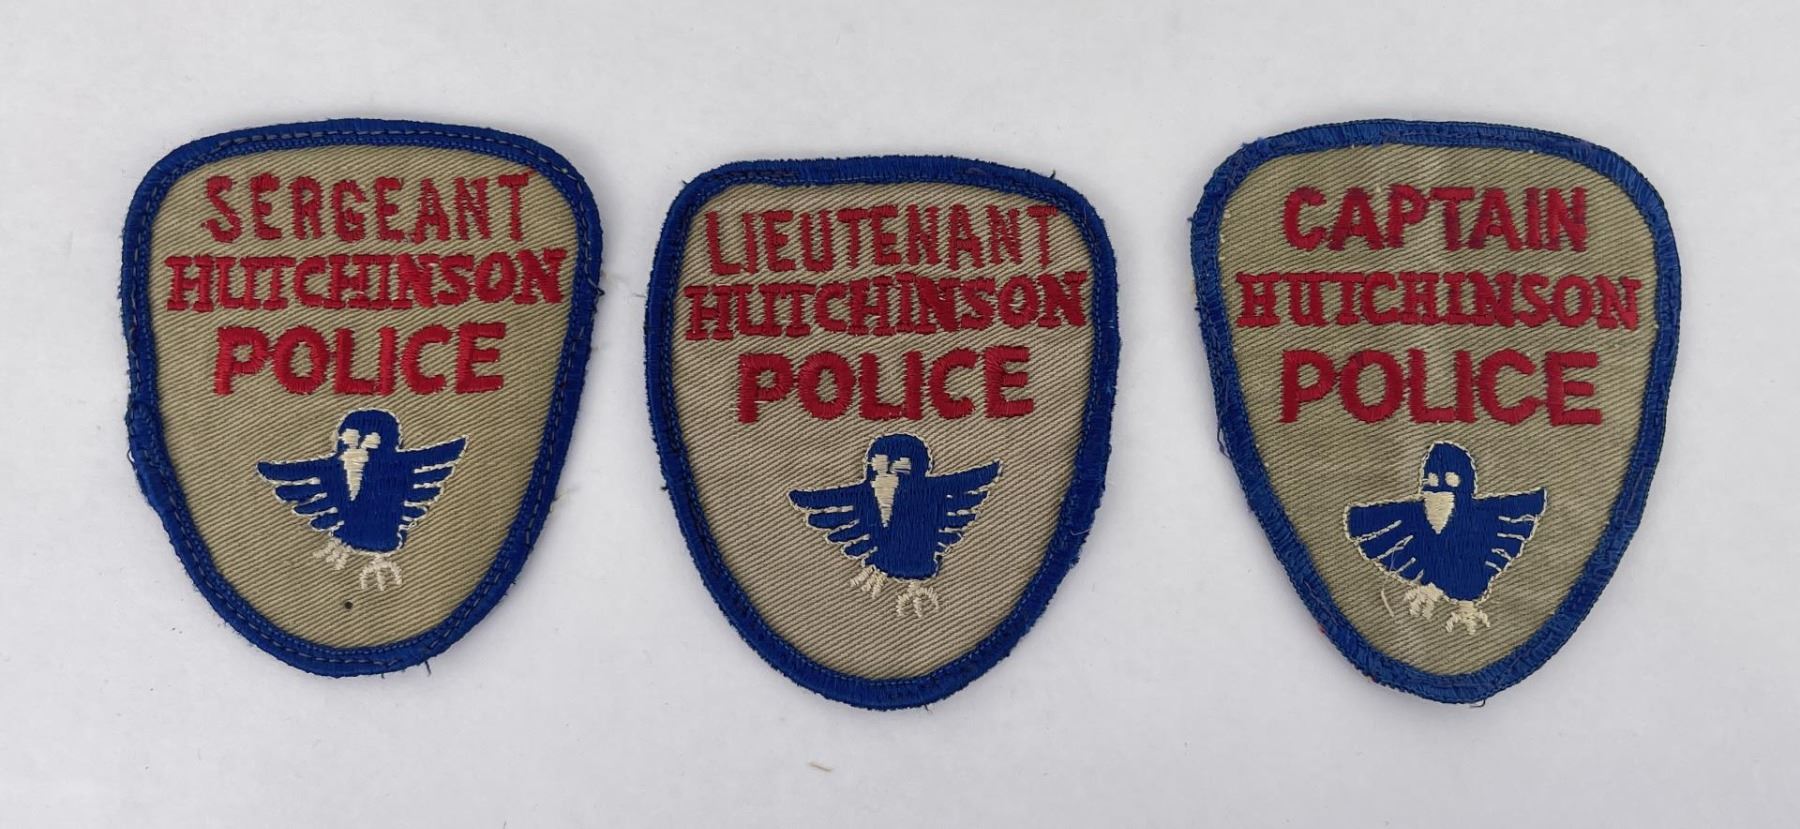 SERGEANT
HUTCHINSON
POLICE
LIEUTENANT
HUTCHINSON
POLICE
CAPTAIN
HUTCHINSON
POLICE